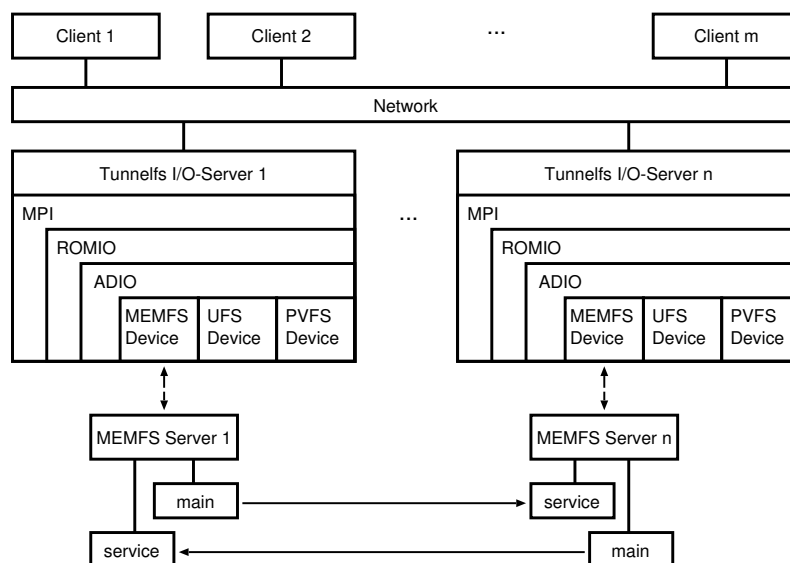 Client 1
Client 2
...
Client m
Network
Tunnelfs I/O-Server 1
Tunnelfs I/O-Server n
...
MPI
MPI
ROMIO
ROMIO
ADIO
ADIO
MEMFS
Device
UFS
Device
PVFS
Device
MEMFS
Device
UFS
Device
PVFS
Device
MEMFS Server 1
MEMFS Server n
main
service
service
main